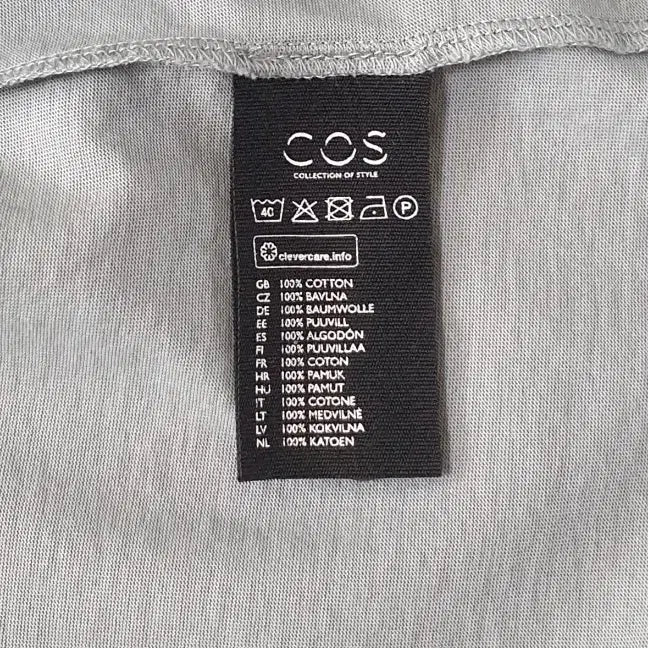 COS
COLLECTION OF STYLE
40 P
clevercare.info
GB 100% COTTON
CZ 100% BAVLNA
DE 100% BAUMWOLLE
EE 100% PUUVILL
ES 100% ALGODÓN
FI 100% PUUVILLAA
FR 100% COTON
HR 100% PAMUK
HU 100% PAMUT
IT 100% COTONE
LT 100% MEDVILNĖ
LV 100% KOKVILNA
NL 100% KATOEN